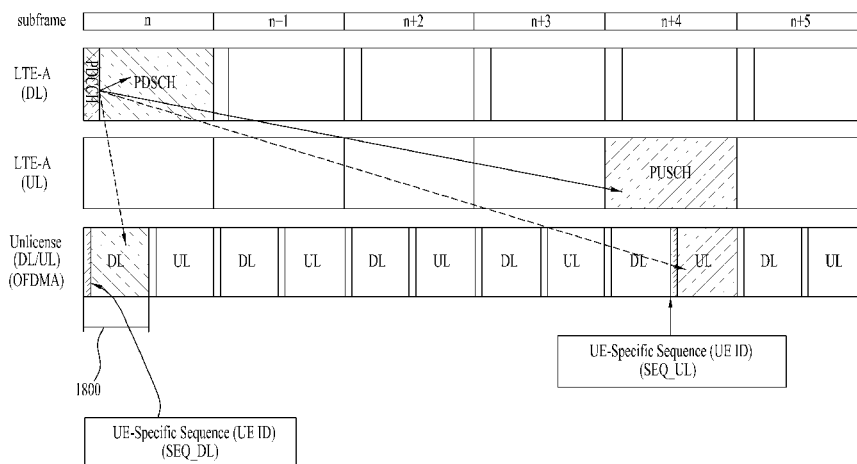 subframe n n−1 n+2 n+3 n+4 n+5
LTE-A
(DL)
PDCCH
PDSCH
LTE-A
(UL)
PUSCH
Unlicense
(DL/UL)
(OFDMA)
DL UL DL UL DL UL DL UL DL UL DL UL
1800
UE-Specific Sequence (UE ID)
(SEQ_UL)
UE-Specific Sequence (UE ID)
(SEQ_DL)